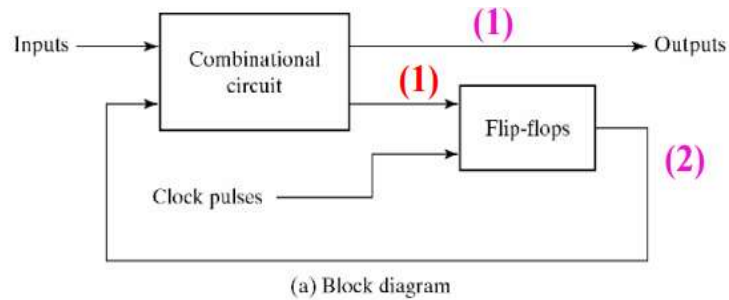 (1)
Inputs
Outputs
Combinational
circuit
(1)
Flip-flops
(2)
Clock pulses
(a) Block diagram